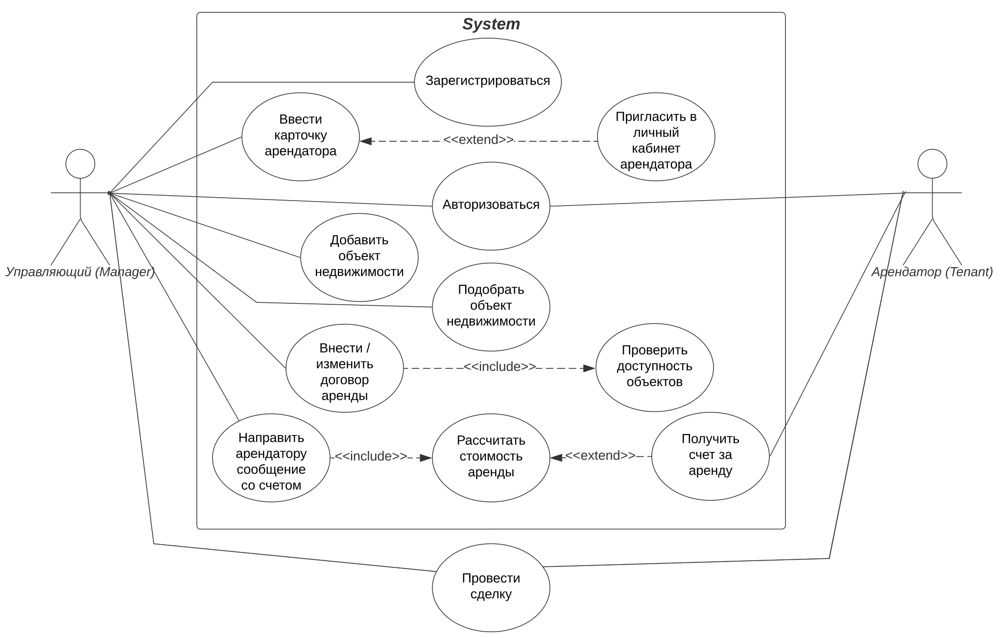 System
Зарегистрироваться
Ввести
карточку
арендатора
<<extend>>
Пригласить в
личный
кабинет
арендатора
Авторизоваться
Управляющий (Manager)
Арендатор (Tenant)
Добавить
объект
недвижимости
Подобрать
объект
недвижимости
Внести /
изменить
договор
аренды
<<include>>
Проверить
доступность
объектов
Направить
арендатору
сообщение
со счетом
<<include>>
Рассчитать
стоимость
аренды
<<extend>>
Получить
счет за
аренду
Провести
сделку